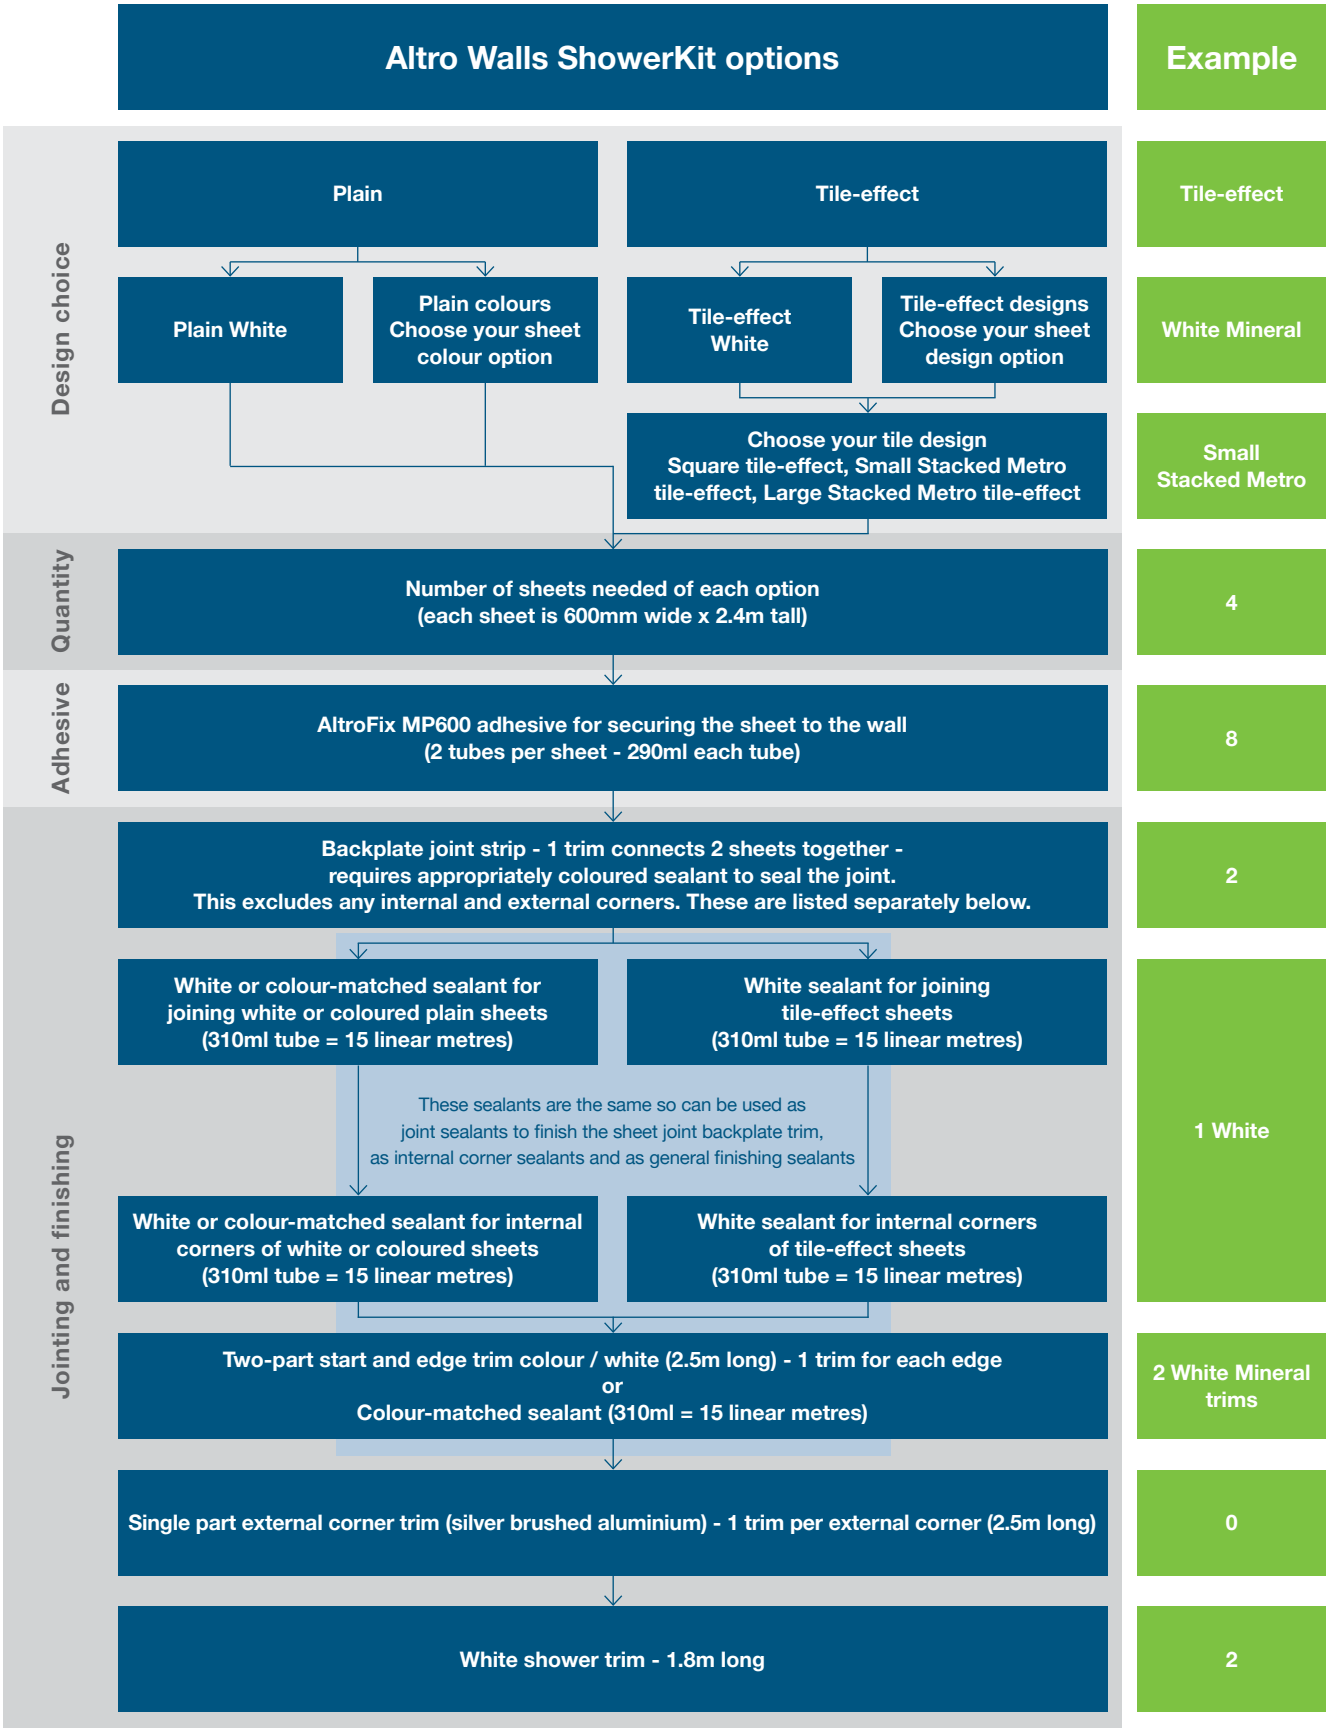 Altro Walls ShowerKit options
Example
Design choice
Plain
Tile-effect
Tile-effect
Plain White
Plain colours
Choose your sheet
colour option
Tile-effect
White
Tile-effect designs
Choose your sheet
design option
White Mineral
Choose your tile design
Square tile-effect, Small Stacked Metro
tile-effect, Large Stacked Metro tile-effect
Small
Stacked Metro
Quantity
Number of sheets needed of each option
(each sheet is 600mm wide x 2.4m tall)
4
Adhesive
AltroFix MP600 adhesive for securing the sheet to the wall
(2 tubes per sheet - 290ml each tube)
8
Jointing and finishing
Backplate joint strip - 1 trim connects 2 sheets together -
requires appropriately coloured sealant to seal the joint.
This excludes any internal and external corners. These are listed separately below.
2
White or colour-matched sealant for
joining white or coloured plain sheets
(310ml tube = 15 linear metres)
White sealant for joining
tile-effect sheets
(310ml tube = 15 linear metres)
These sealants are the same so can be used as
joint sealants to finish the sheet joint backplate trim,
as internal corner sealants and as general finishing sealants
1 White
White or colour-matched sealant for internal
corners of white or coloured sheets
(310ml tube = 15 linear metres)
White sealant for internal corners
of tile-effect sheets
(310ml tube = 15 linear metres)
Two-part start and edge trim colour / white (2.5m long) - 1 trim for each edge
or
Colour-matched sealant (310ml = 15 linear metres)
2 White Mineral
trims
Single part external corner trim (silver brushed aluminium) - 1 trim per external corner (2.5m long)
0
White shower trim - 1.8m long
2